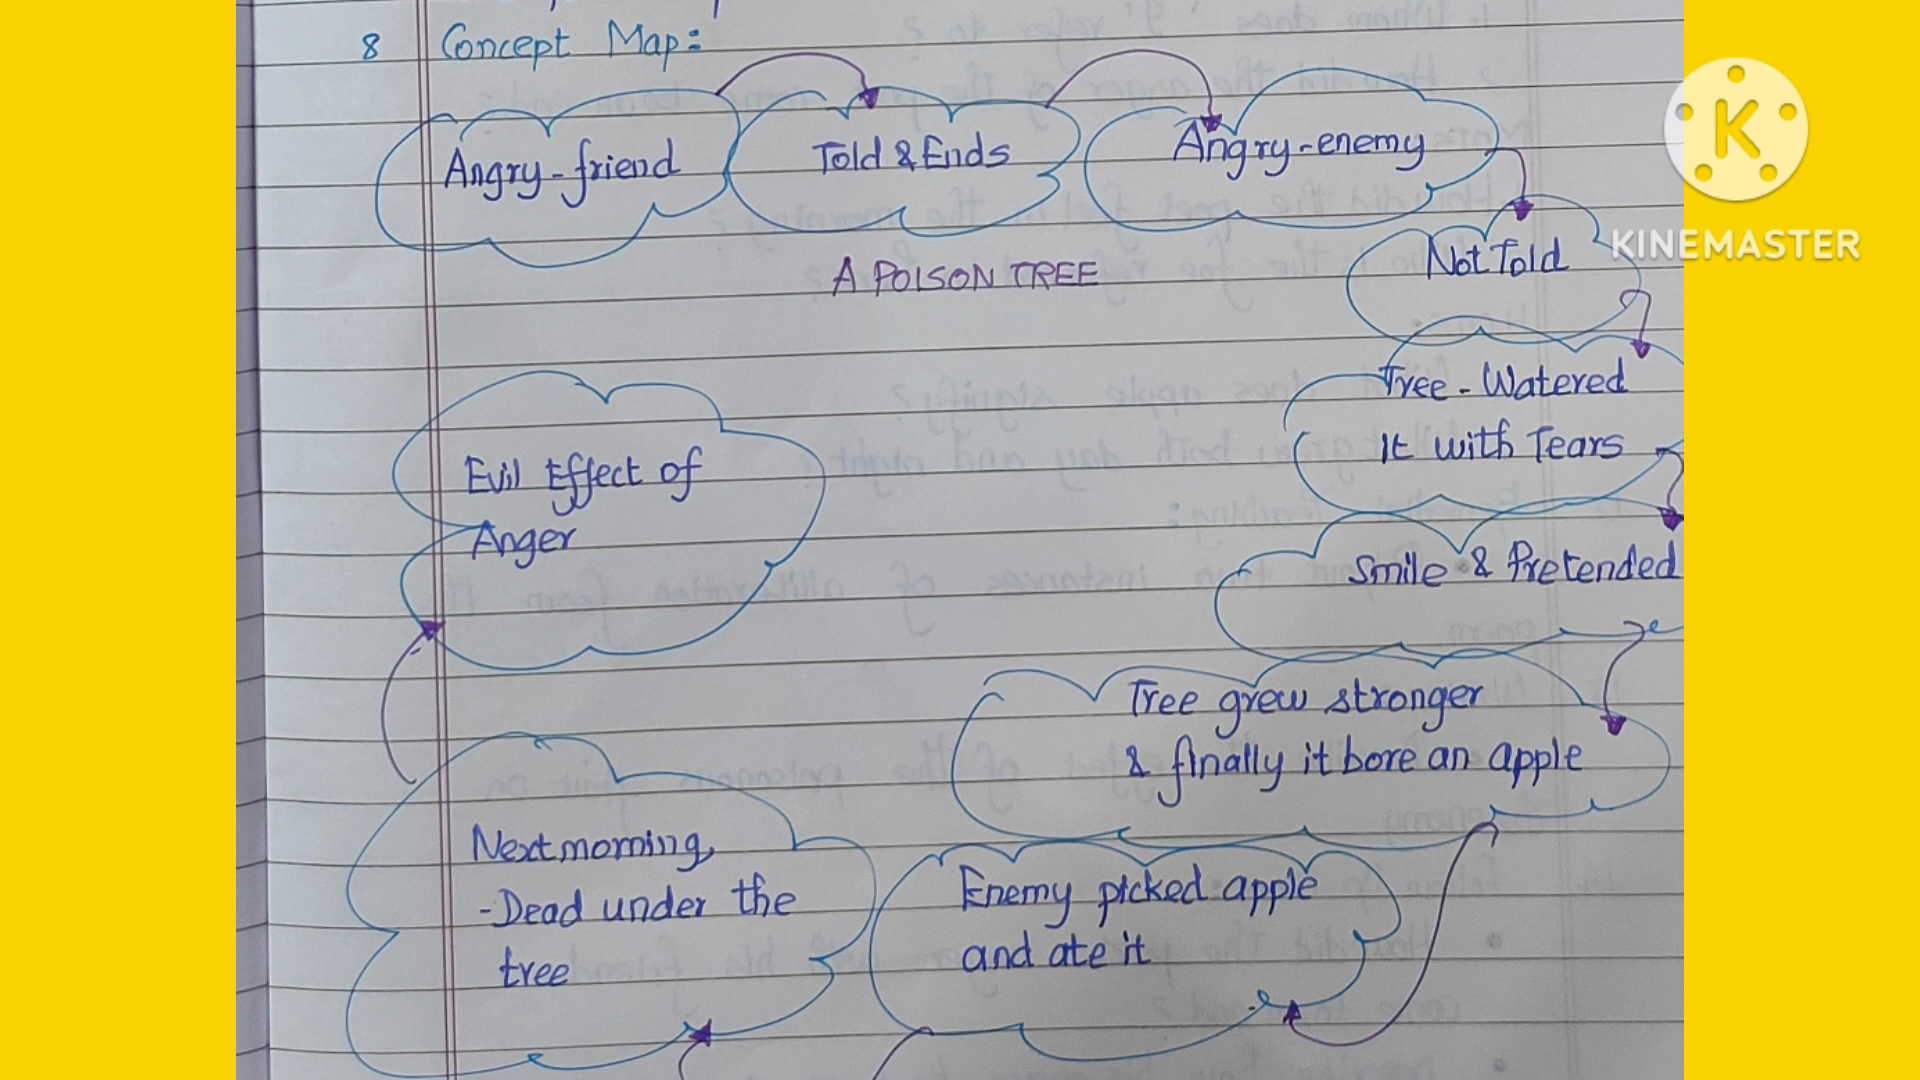 8 Concept Map:
Angry-friend
Told & Ends
Angry-enemy
A POISON TREE
Not Told
Tree - Watered
It with Tears
Smile & Pretended
Tree grew stronger
& finally it bore an apple
Enemy picked apple
and ate it
Next morning,
-Dead under the
tree
Evil Effect of
Anger
K
KINEMASTER